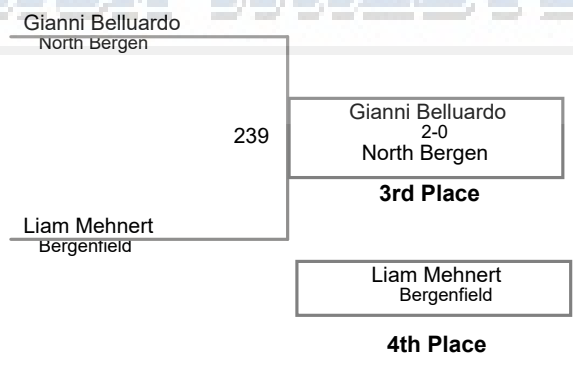 Gianni Belluardo
North Bergen
239
Gianni Belluardo
2-0
North Bergen
3rd Place
Liam Mehnert
Bergenfield
Liam Mehnert
Bergenfield
4th Place